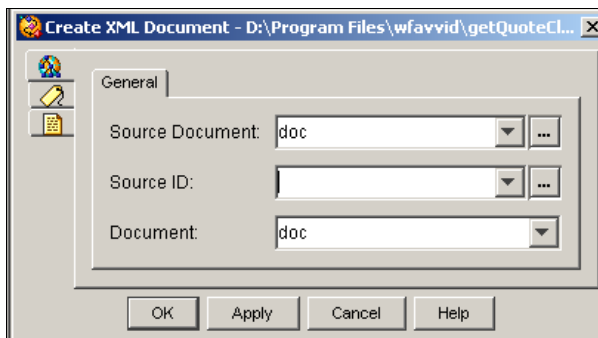 Create XML Document - D:\Program Files\wfavvid\getQuoteCl...
General
Source Document: doc ...
Source ID: ...
Document: doc
OK Apply Cancel Help